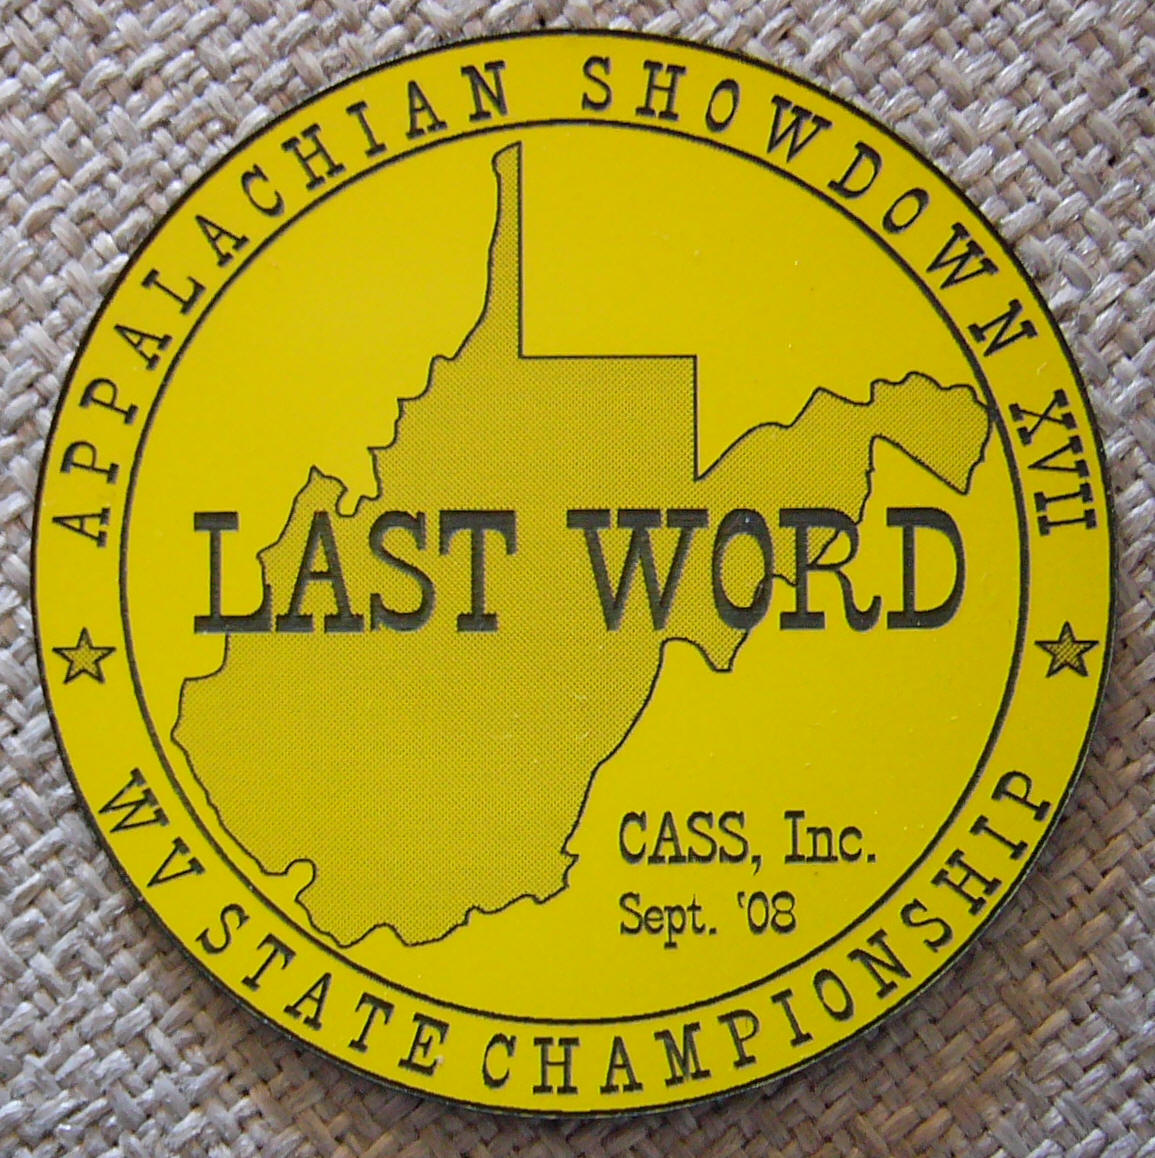 APPALACHIAN SHOWDOWN XVII
LAST WORD
CASS, Inc.
Sept. '08
WV STATE CHAMPIONSHIP